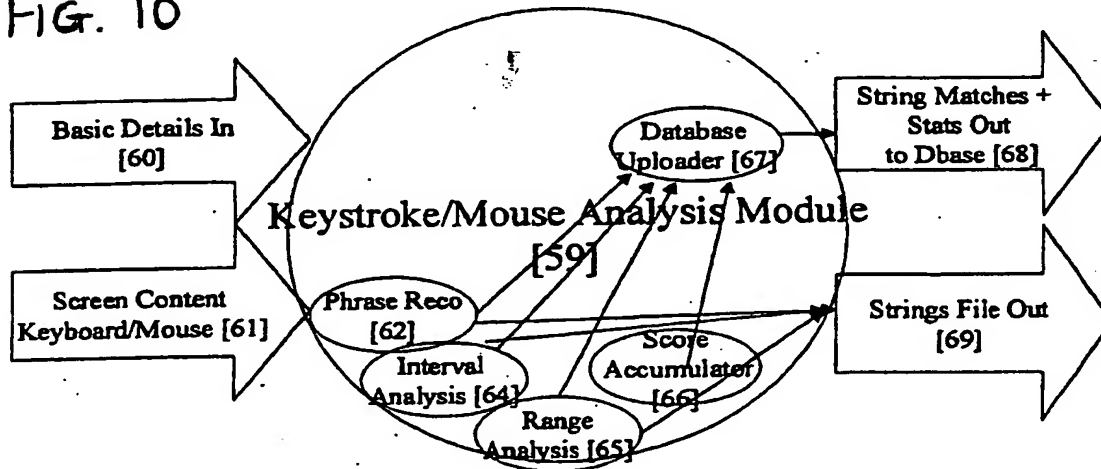 FIG. 10
Basic Details In
[60]
Screen Content
Keyboard/Mouse [61]
Database
Uploader [67]
Keystroke/Mouse Analysis Module
[59]
Phrase Reco
[62]
Interval
Analysis [64]
Range
Analysis [65]
Score
Accumulator
[66]
String Matches +
Stats Out
to Dbase [68]
Strings File Out
[69]